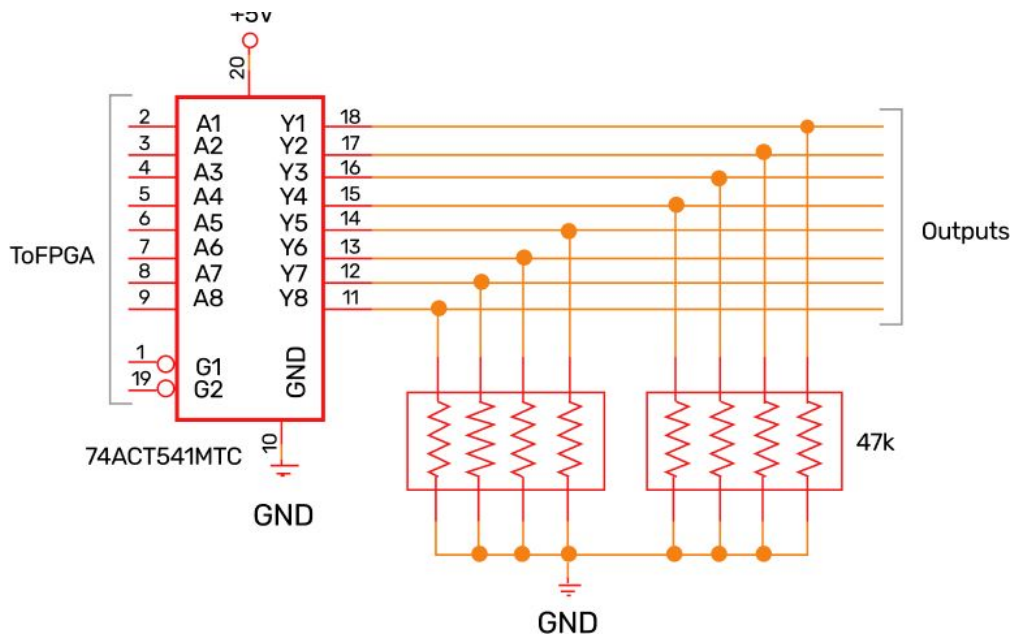 +5V
20
2 A1 Y1 18
3 A2 Y2 17
4 A3 Y3 16
5 A4 Y4 15
6 A5 Y5 14
7 A6 Y6 13
8 A7 Y7 12
9 A8 Y8 11
ToFPGA
Outputs
1 G1
19 G2
GND
10
74ACT541MTC
GND
47k
GND